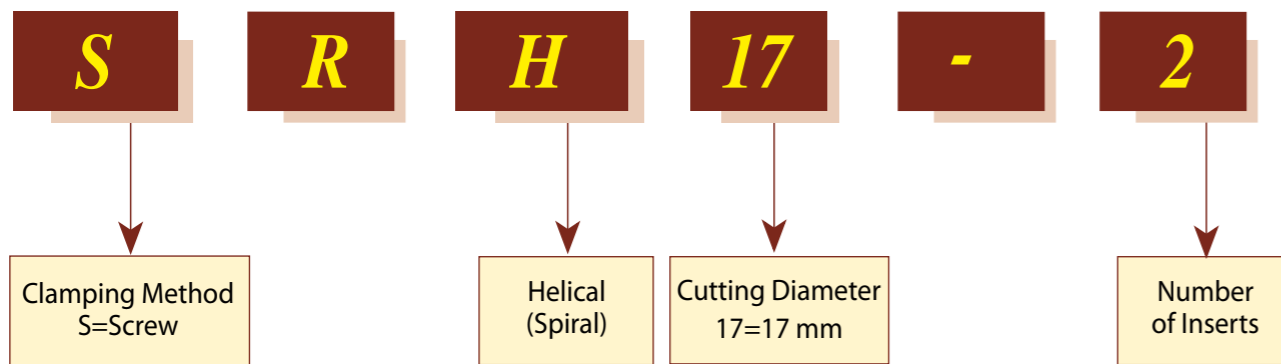 S R H 17 - 2
Clamping Method
S=Screw
Helical
(Spiral)
Cutting Diameter
17=17 mm
Number
of Inserts